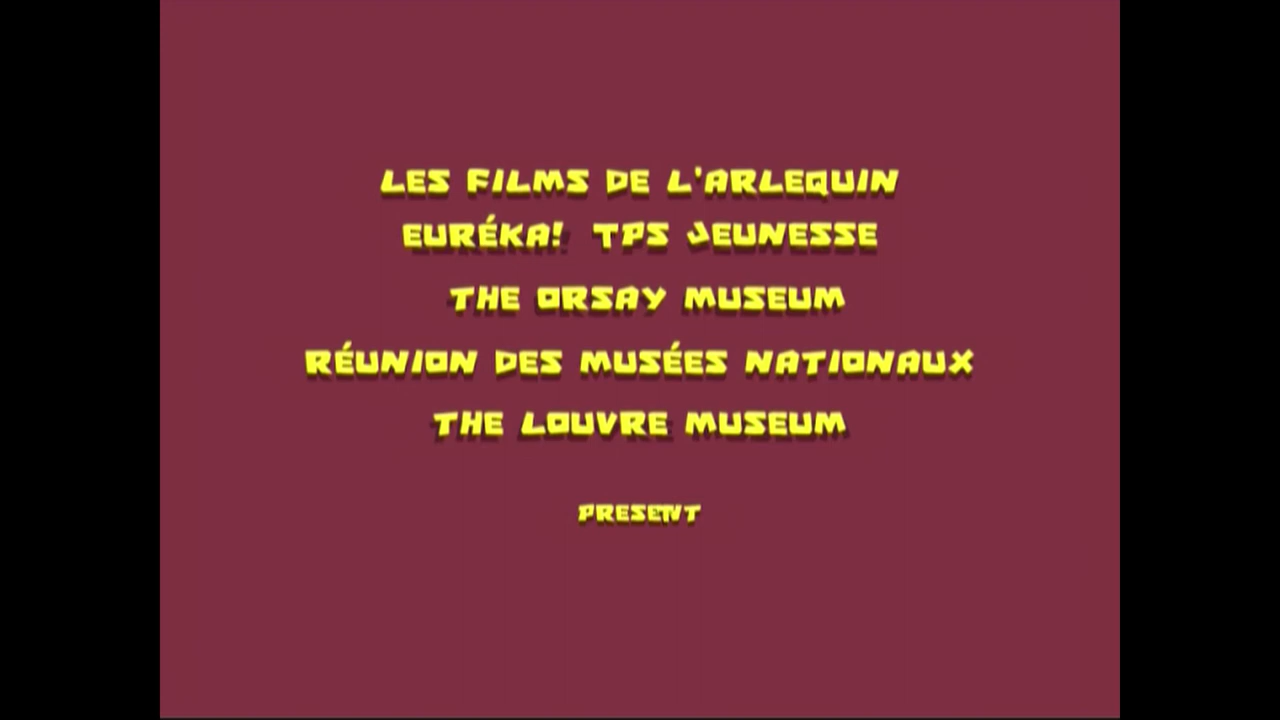 LES FILMS DE L'ARLEQUIN
EURÉKA! TPS JEUNESSE
THE ORSAY MUSEUM
RÉUNION DES MUSÉES NATIONAUX
THE LOUVRE MUSEUM
PRESENT